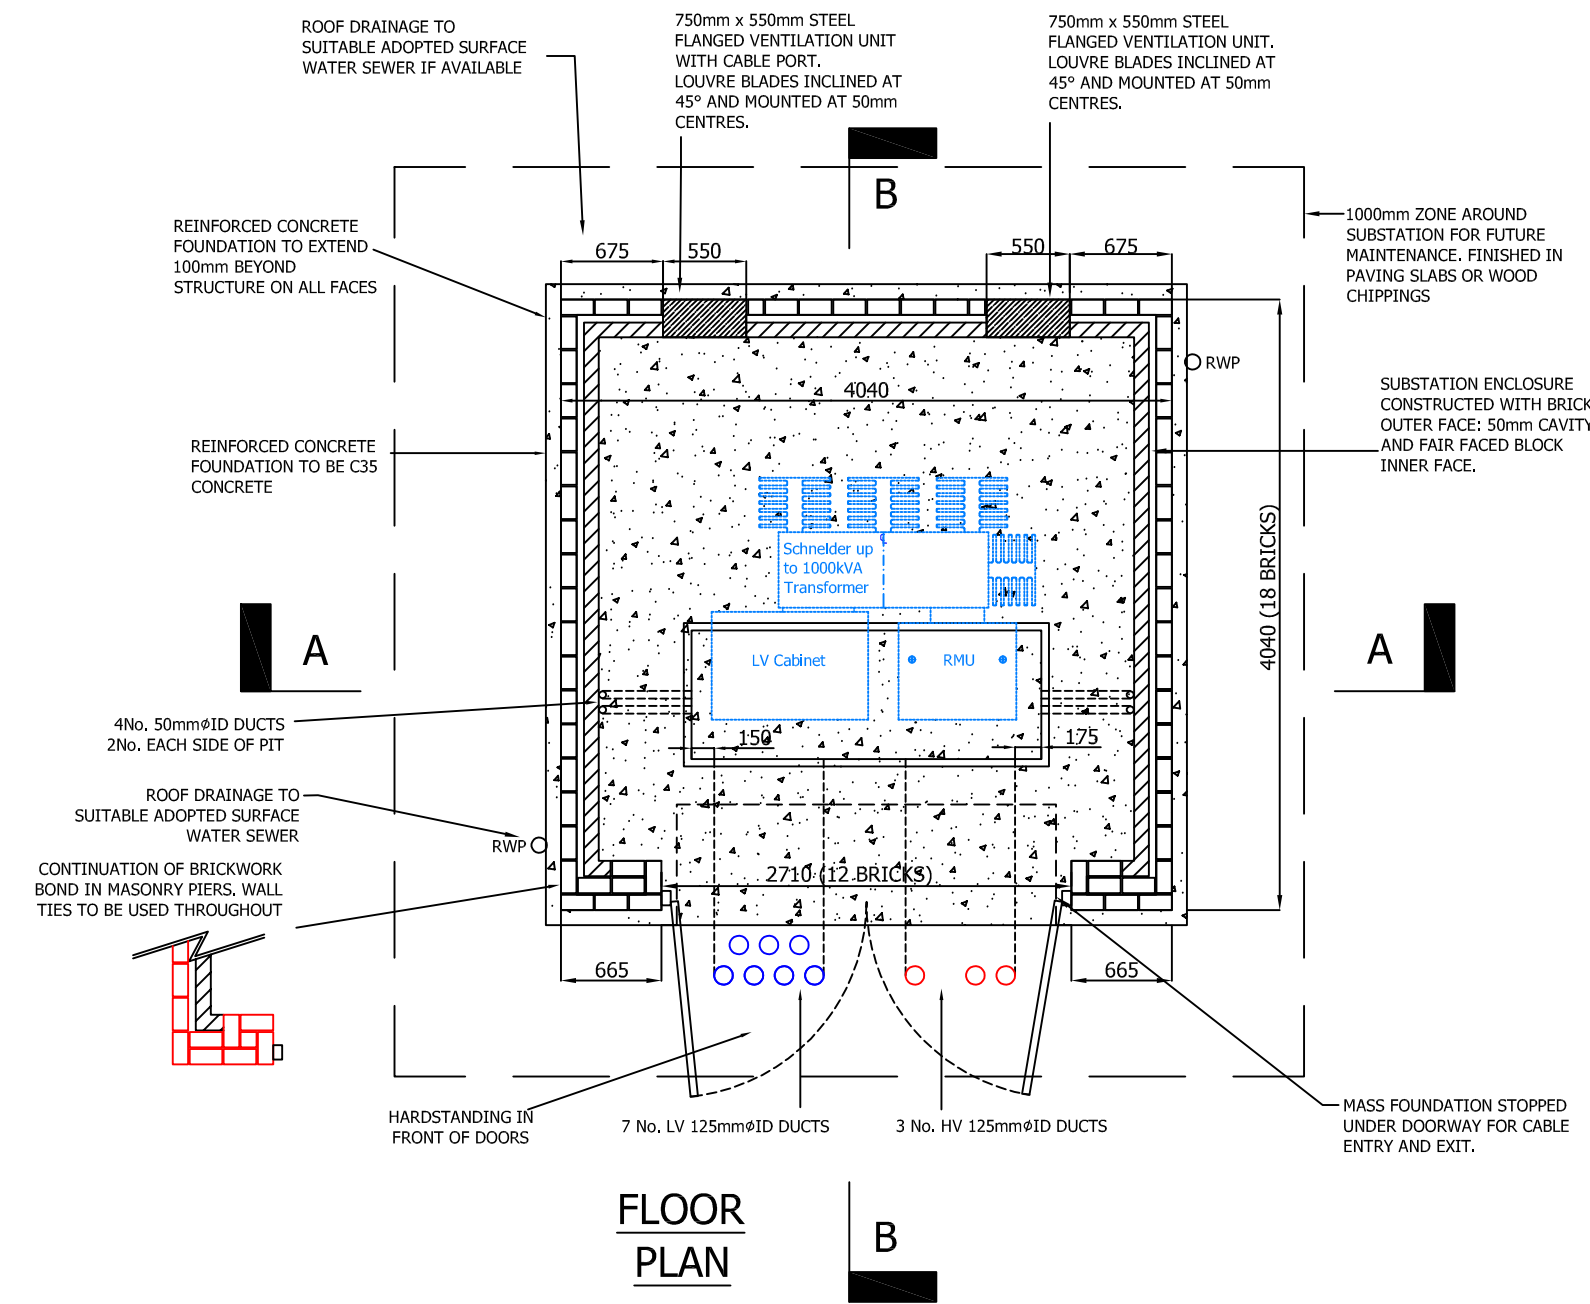 ROOF DRAINAGE TO
SUITABLE ADOPTED SURFACE
WATER SEWER IF AVAILABLE
750mm x 550mm STEEL
FLANGED VENTILATION UNIT
WITH CABLE PORT.
LOUVRE BLADES INCLINED AT
45° AND MOUNTED AT 50mm
CENTRES.
750mm x 550mm STEEL
FLANGED VENTILATION UNIT.
LOUVRE BLADES INCLINED AT
45° AND MOUNTED AT 50mm
CENTRES.
B
REINFORCED CONCRETE
FOUNDATION TO EXTEND
100mm BEYOND
STRUCTURE ON ALL FACES
1000mm ZONE AROUND
SUBSTATION FOR FUTURE
MAINTENANCE. FINISHED IN
PAVING SLABS OR WOOD
CHIPPINGS
675
550
550
675
RWP
4040
SUBSTATION ENCLOSURE
CONSTRUCTED WITH BRICK
OUTER FACE: 50mm CAVITY
AND FAIR FACED BLOCK
INNER FACE.
REINFORCED CONCRETE
FOUNDATION TO BE C35
CONCRETE
Schneider up
to 1000kVA
Transformer
4040 (18 BRICKS)
A
A
LV Cabinet
RMU
4No. 50mmφID DUCTS
2No. EACH SIDE OF PIT
150
175
ROOF DRAINAGE TO
SUITABLE ADOPTED SURFACE
WATER SEWER
RWP
CONTINUATION OF BRICKWORK
BOND IN MASONRY PIERS. WALL
TIES TO BE USED THROUGHOUT
2710 (12 BRICKS)
665
665
HARDSTANDING IN
FRONT OF DOORS
7 No. LV 125mmφID DUCTS
3 No. HV 125mmφID DUCTS
MASS FOUNDATION STOPPED
UNDER DOORWAY FOR CABLE
ENTRY AND EXIT.
FLOOR
PLAN
B